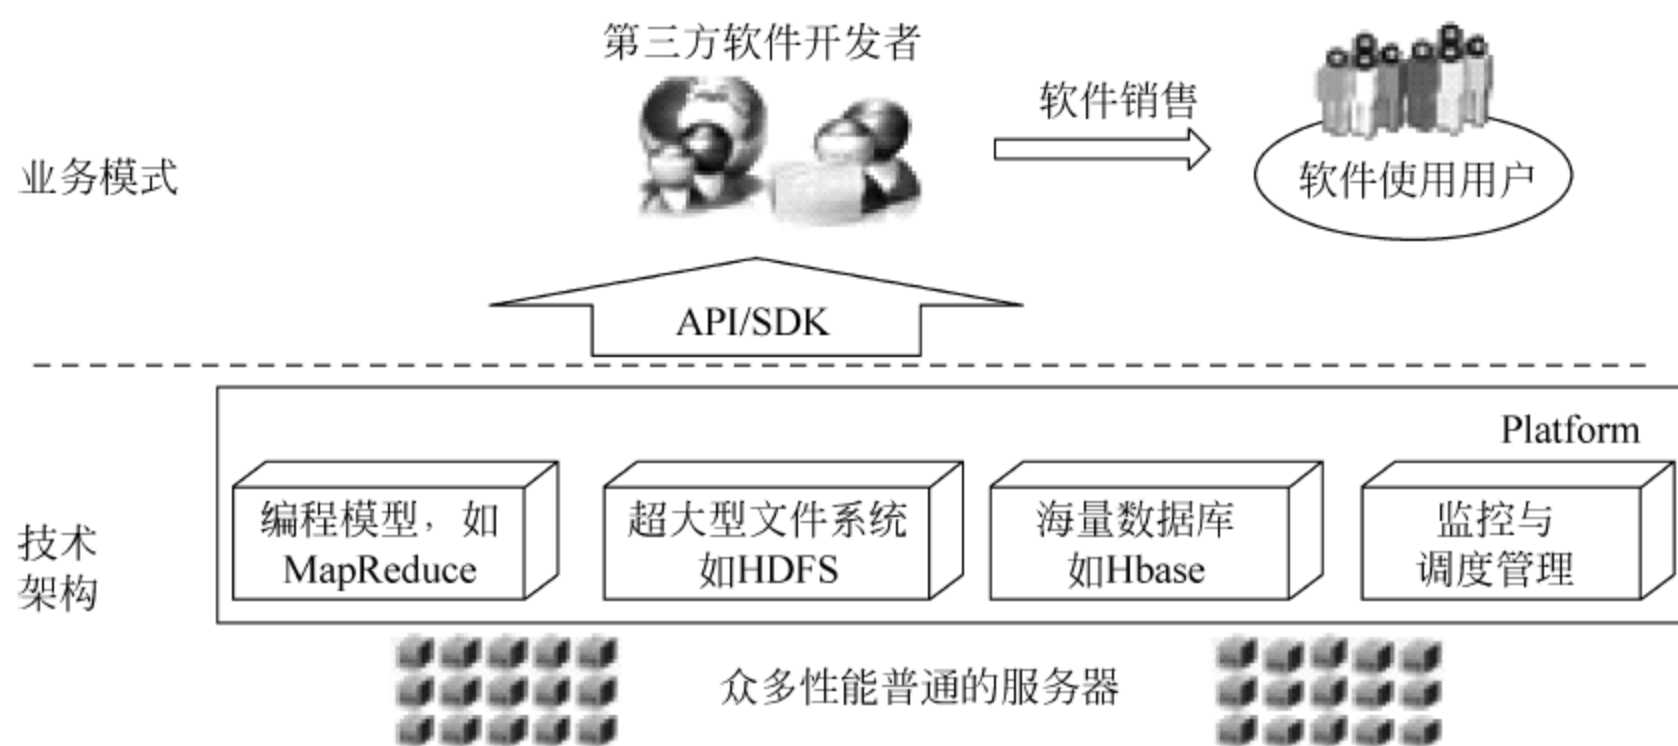 第三方软件开发者
软件销售
业务模式
软件使用用户
API/SDK
Platform
编程模型，如
MapReduce
超大型文件系统
如HDFS
海量数据库
如Hbase
监控与
调度管理
技术
架构
众多性能普通的服务器